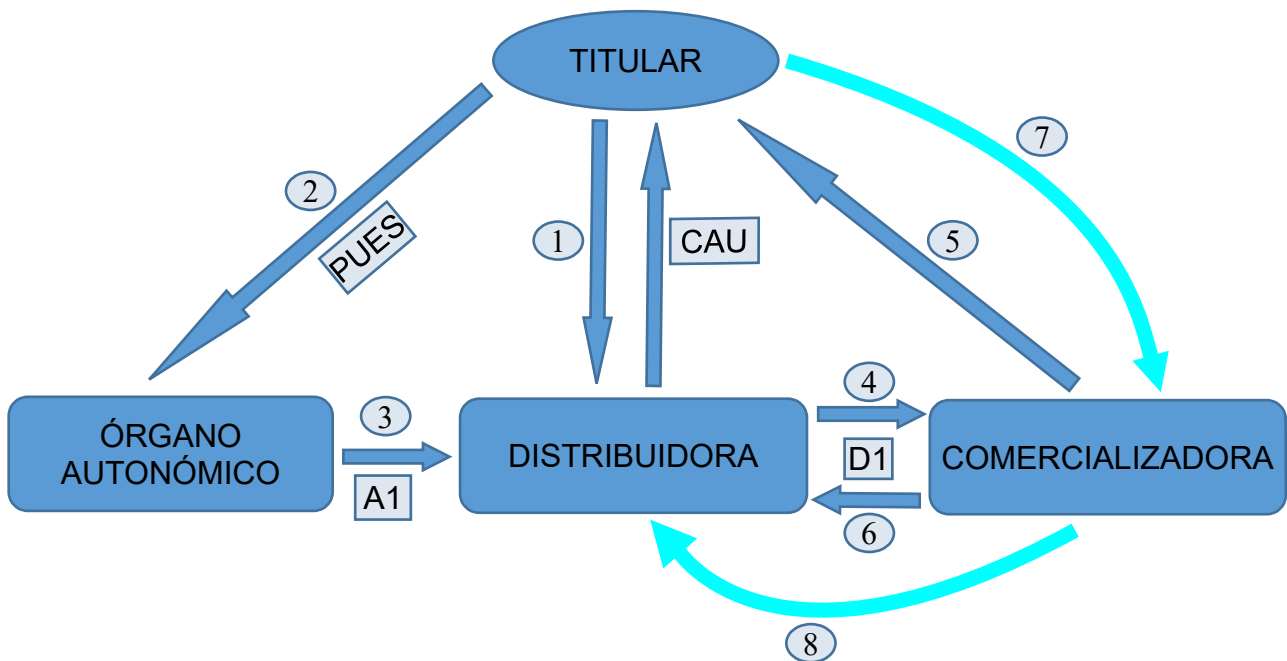 TITULAR
7
2
PUES
1
CAU
5
3
4
ÓRGANO
AUTONÓMICO
DISTRIBUIDORA
D1
COMERCIALIZADORA
A1
6
8